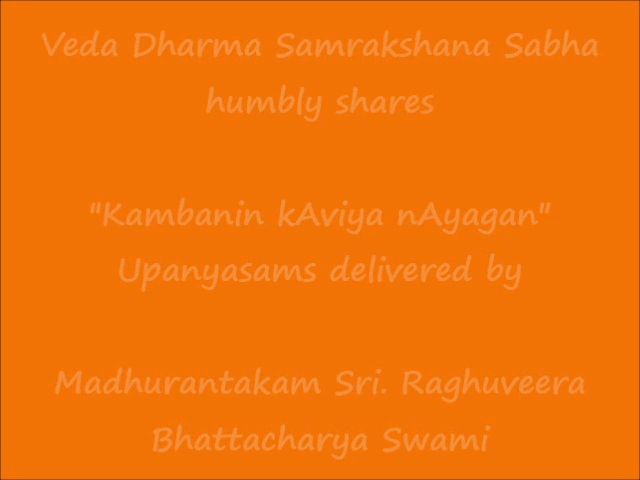 Veda Dharma Samrakshana Sabha
humbly shares
"Kambanin kAviya nAyagan"
Upanyasams delivered by
Madhurantakam Sri. Raghuveera
Bhattacharya Swami